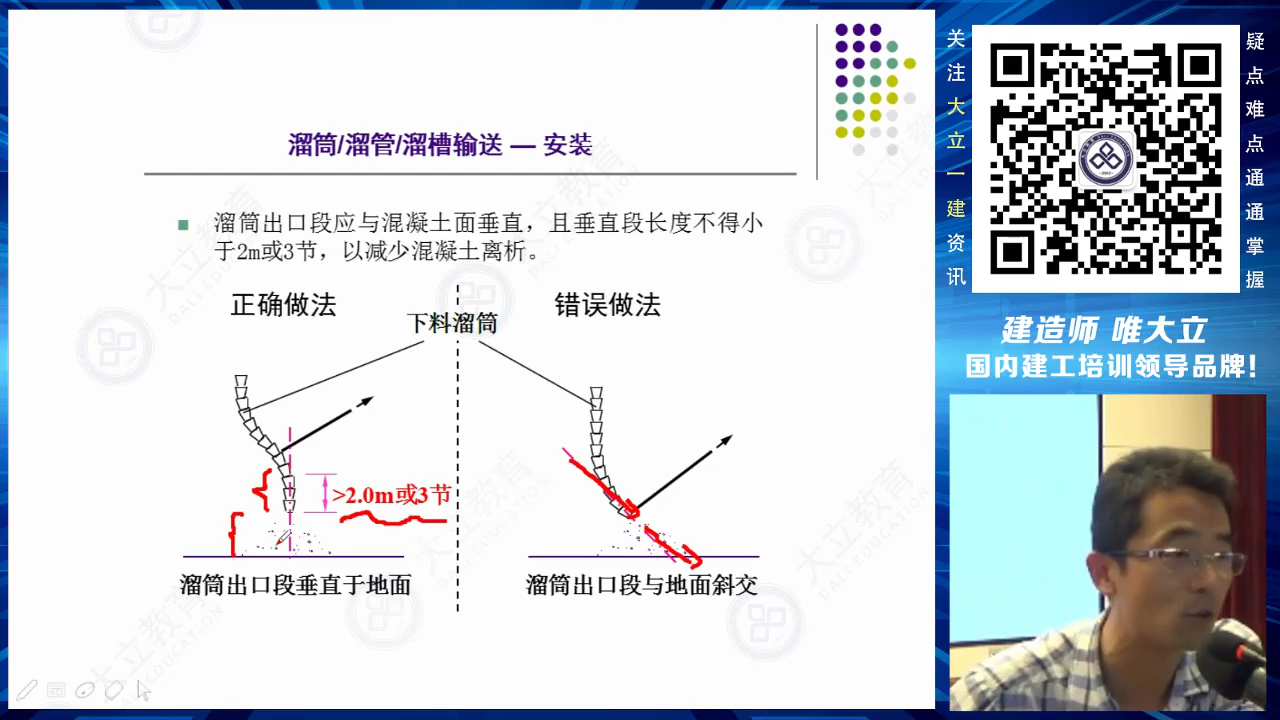 溜筒/溜管/溜槽输送 — 安装
溜筒出口段应与混凝土面垂直，且垂直段长度不得小
于2m或3节，以减少混凝土离析。
正确做法
错误做法
下料溜筒
>2.0m或3节
溜筒出口段垂直于地面
溜筒出口段与地面斜交
关注大立一建资讯
疑点难点通通掌握
建造师 唯大立
国内建工培训领导品牌!
大立教育
DALI EDUCATION